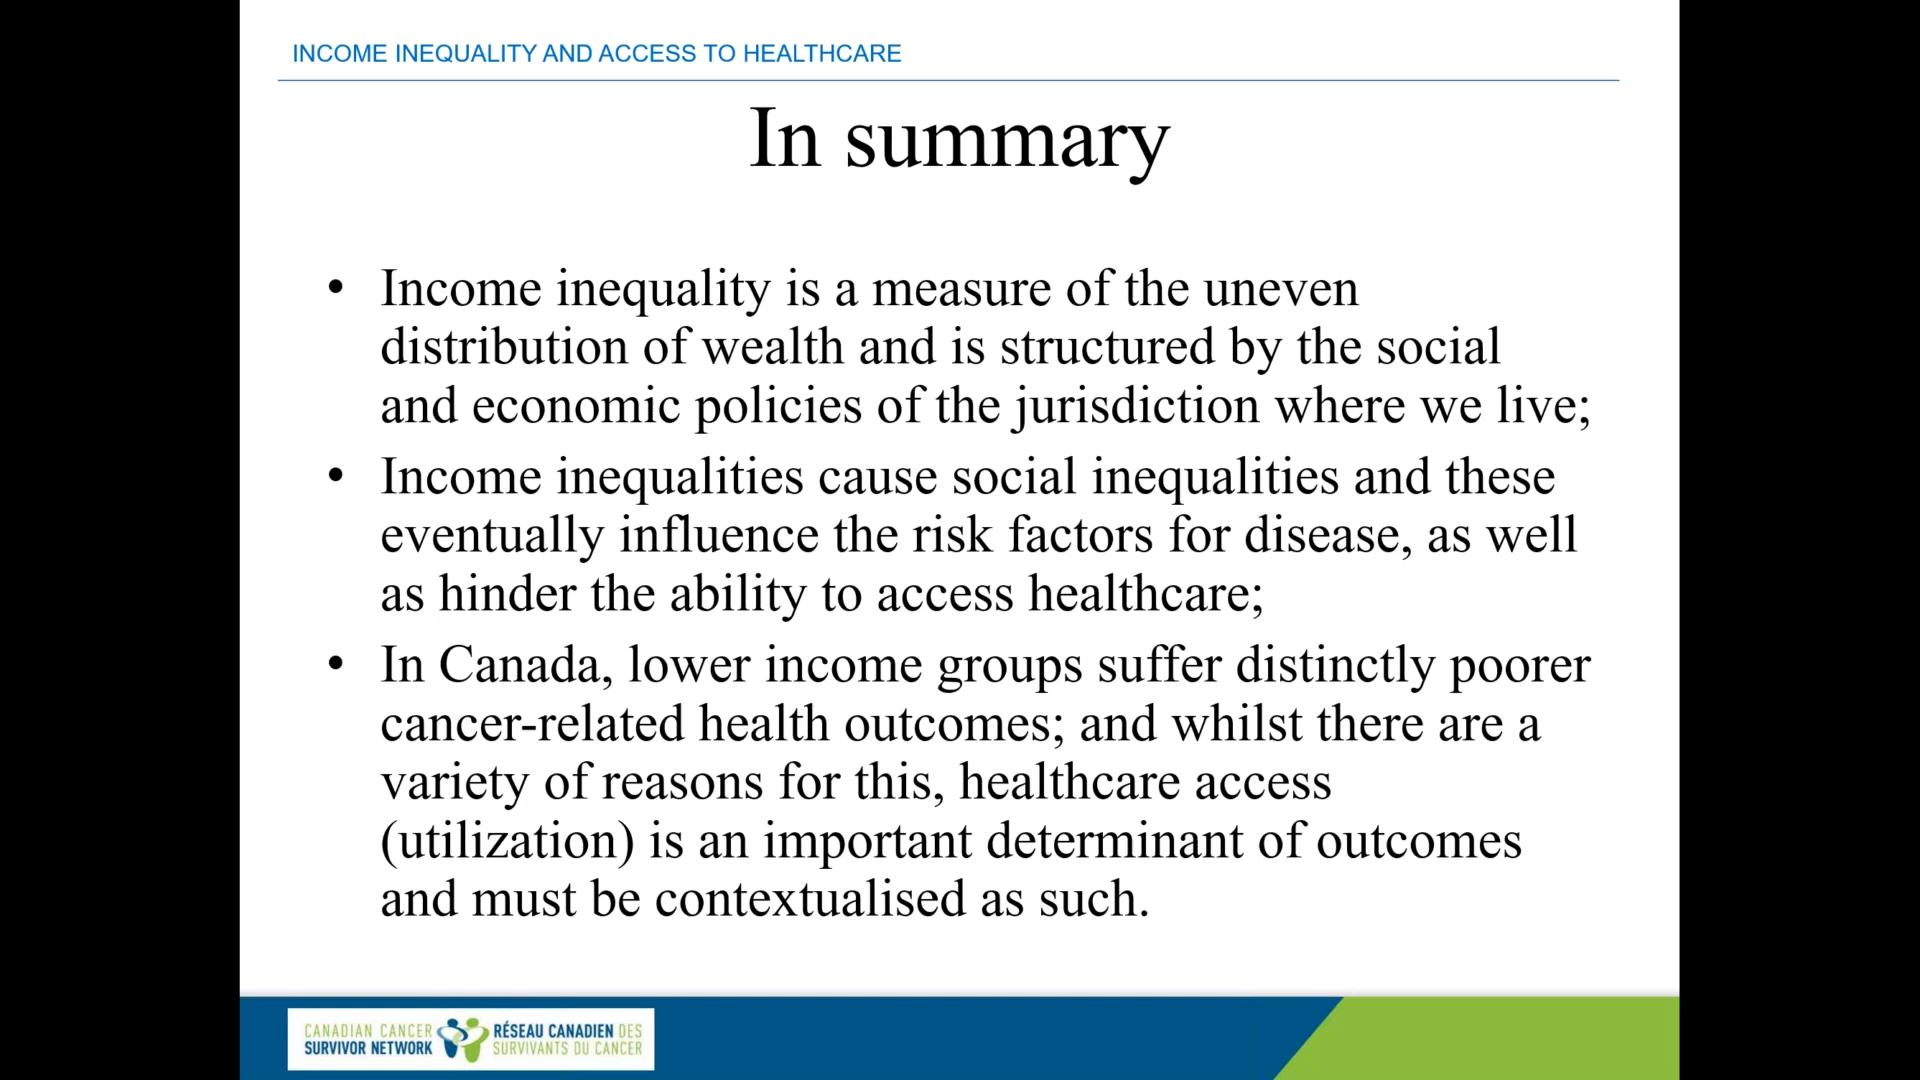 INCOME INEQUALITY AND ACCESS TO HEALTHCARE
In summary
• Income inequality is a measure of the uneven
distribution of wealth and is structured by the social
and economic policies of the jurisdiction where we live;
• Income inequalities cause social inequalities and these
eventually influence the risk factors for disease, as well
as hinder the ability to access healthcare;
• In Canada, lower income groups suffer distinctly poorer
cancer-related health outcomes; and whilst there are a
variety of reasons for this, healthcare access
(utilization) is an important determinant of outcomes
and must be contextualised as such.
CANADIAN CANCER
SURVIVOR NETWORK
RÉSEAU CANADIEN DES
SURVIVANTS DU CANCER